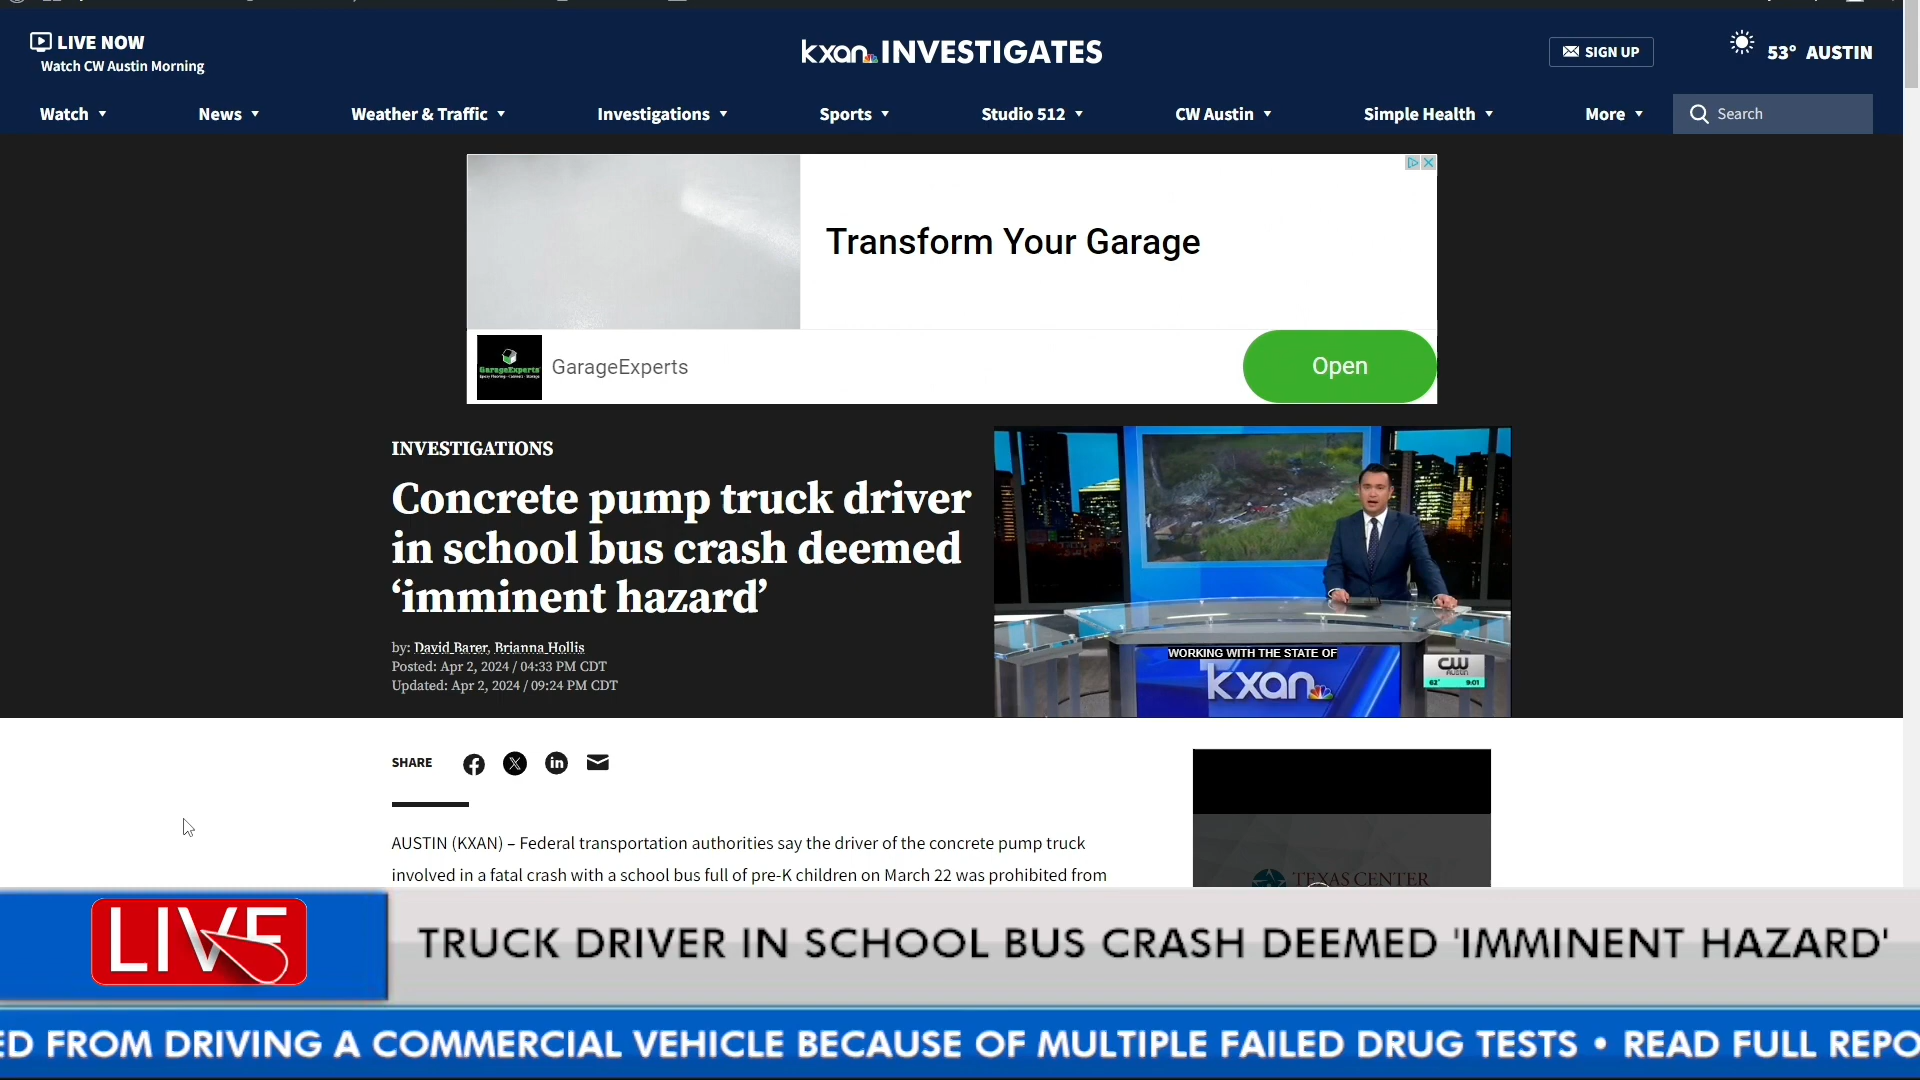 LIVE NOW
Watch CW Austin Morning
kxan INVESTIGATES
SIGN UP
53° AUSTIN
Watch
News
Weather & Traffic
Investigations
Sports
Studio 512
CW Austin
Simple Health
More
Search
Transform Your Garage
GarageExperts
GarageExperts
Open
INVESTIGATIONS
Concrete pump truck driver
in school bus crash deemed
‘imminent hazard’
by: David Barer, Brianna Hollis
Posted: Apr 2, 2024 / 04:33 PM CDT
Updated: Apr 2, 2024 / 09:24 PM CDT
WORKING WITH THE STATE OF
kxan
CW
AUSTIN
62° 9:01
SHARE
AUSTIN (KXAN) – Federal transportation authorities say the driver of the concrete pump truck
involved in a fatal crash with a school bus full of pre-K children on March 22 was prohibited from
TEXAS CENTER
LIVE
TRUCK DRIVER IN SCHOOL BUS CRASH DEEMED 'IMMINENT HAZARD'
ED FROM DRIVING A COMMERCIAL VEHICLE BECAUSE OF MULTIPLE FAILED DRUG TESTS • READ FULL REPO